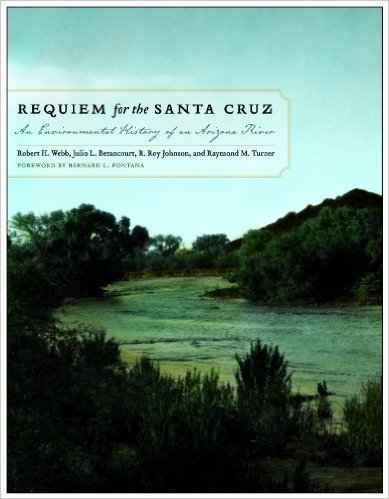 REQUIEM for the SANTA CRUZ
An Environmental History of an Arizona River
Robert H. Webb, Julio L. Betancourt, R. Roy Johnson, and Raymond M. Turner
FOREWORD BY BERNARD L. FONTANA